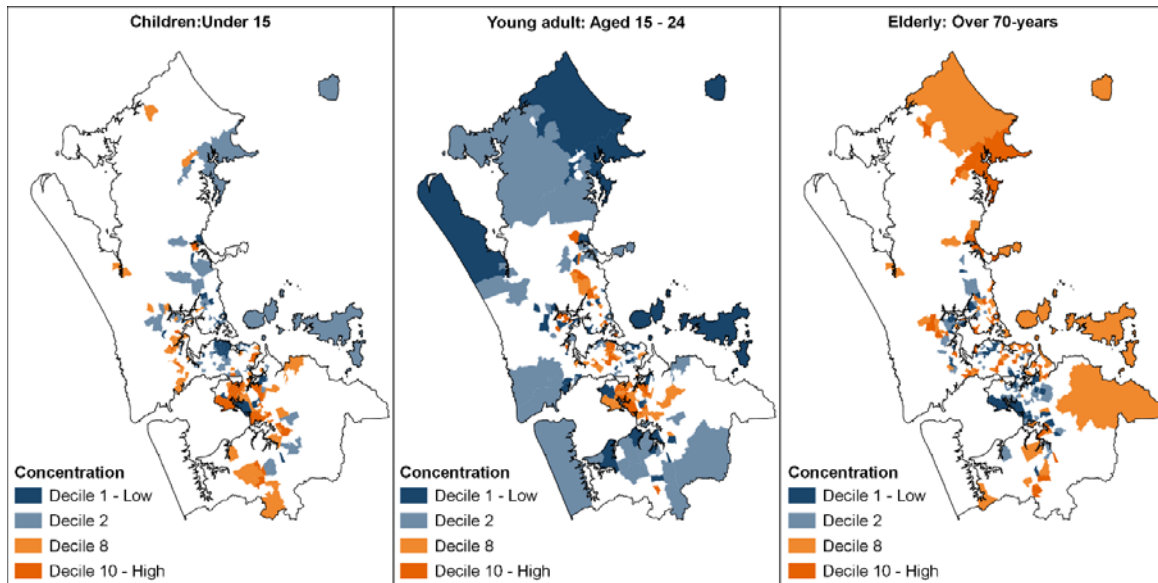 Children:Under 15
Concentration
Decile 1 - Low
Decile 2
Decile 8
Decile 10 - High
Young adult: Aged 15 - 24
Concentration
Decile 1 - Low
Decile 2
Decile 8
Decile 10 - High
Elderly: Over 70-years
Concentration
Decile 1 - Low
Decile 2
Decile 8
Decile 10 - High